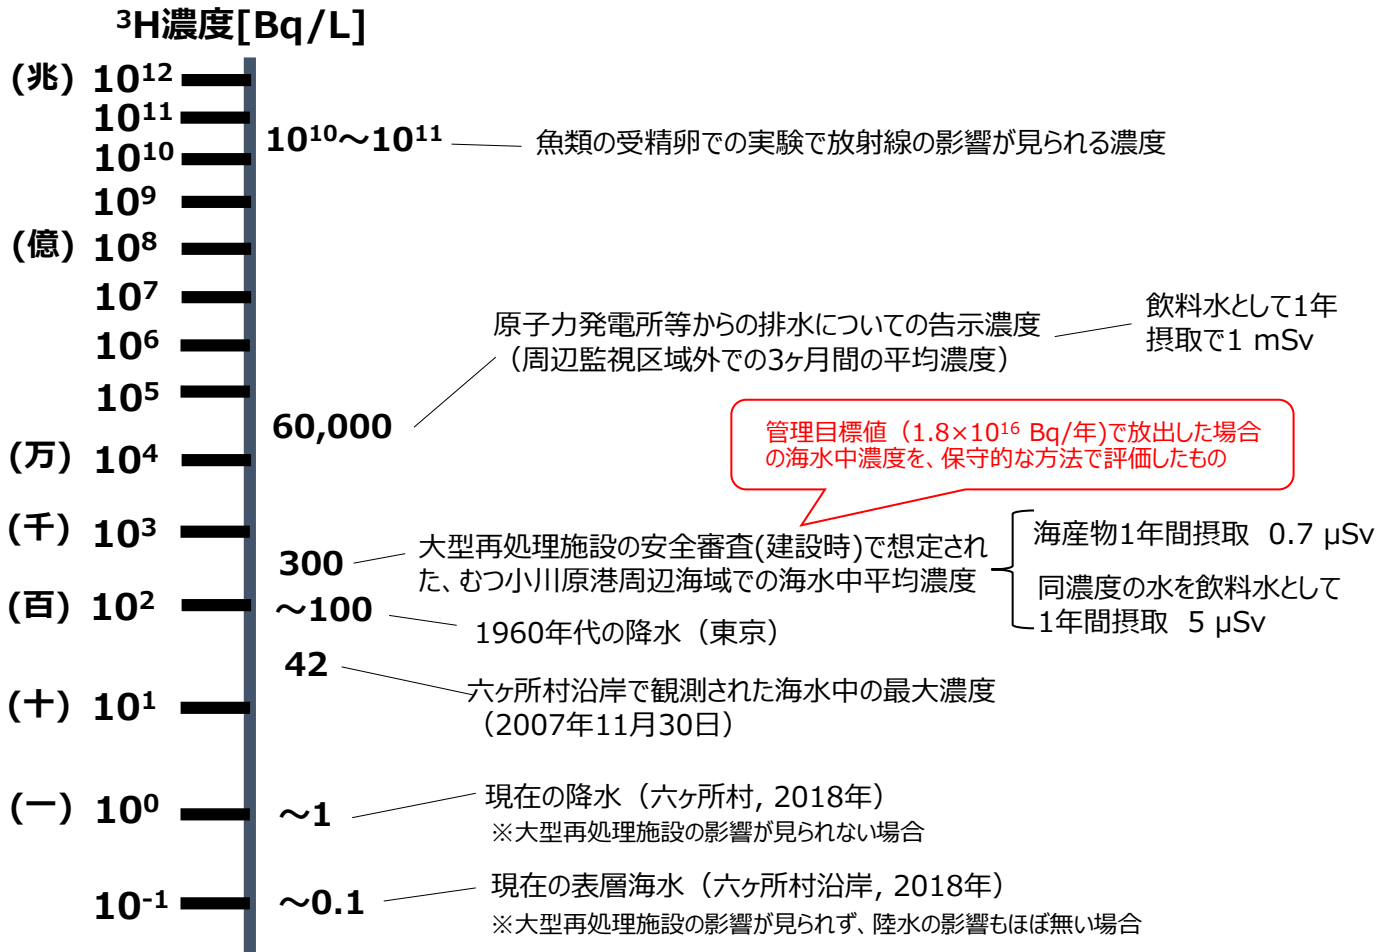 ³H濃度[Bq/L]
(兆) 10¹²
10¹¹
10¹⁰
10⁹
(億) 10⁸
10⁷
10⁶
10⁵
(万) 10⁴
(千) 10³
(百) 10²
(十) 10¹
(一) 10⁰
10⁻¹
10¹⁰～10¹¹
魚類の受精卵での実験で放射線の影響が見られる濃度
60,000
原子力発電所等からの排水についての告示濃度
（周辺監視区域外での3ヶ月間の平均濃度）
飲料水として1年
摂取で1 mSv
管理目標値（1.8×10¹⁶ Bq/年)で放出した場合
の海水中濃度を、保守的な方法で評価したもの
300
大型再処理施設の安全審査(建設時)で想定され
た、むつ小川原港周辺海域での海水中平均濃度
海産物1年間摂取 0.7 μSv
同濃度の水を飲料水として
1年間摂取 5 μSv
～100
1960年代の降水（東京）
42
六ヶ所村沿岸で観測された海水中の最大濃度
（2007年11月30日）
～1
現在の降水（六ヶ所村, 2018年）
※大型再処理施設の影響が見られない場合
～0.1
現在の表層海水（六ヶ所村沿岸, 2018年）
※大型再処理施設の影響が見られず、陸水の影響もほぼ無い場合